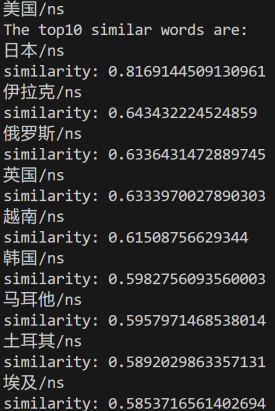 美国/ns
The top10 similar words are:
日本/ns
similarity: 0.8169144509130961
伊拉克/ns
similarity: 0.643432224524859
俄罗斯/ns
similarity: 0.6336431472889745
英国/ns
similarity: 0.6333970027890303
越南/ns
similarity: 0.61508756629344
韩国/ns
similarity: 0.5982756093560003
马耳他/ns
similarity: 0.5957971468538014
土耳其/ns
similarity: 0.5892029863357131
埃及/ns
similarity: 0.5853716561402694